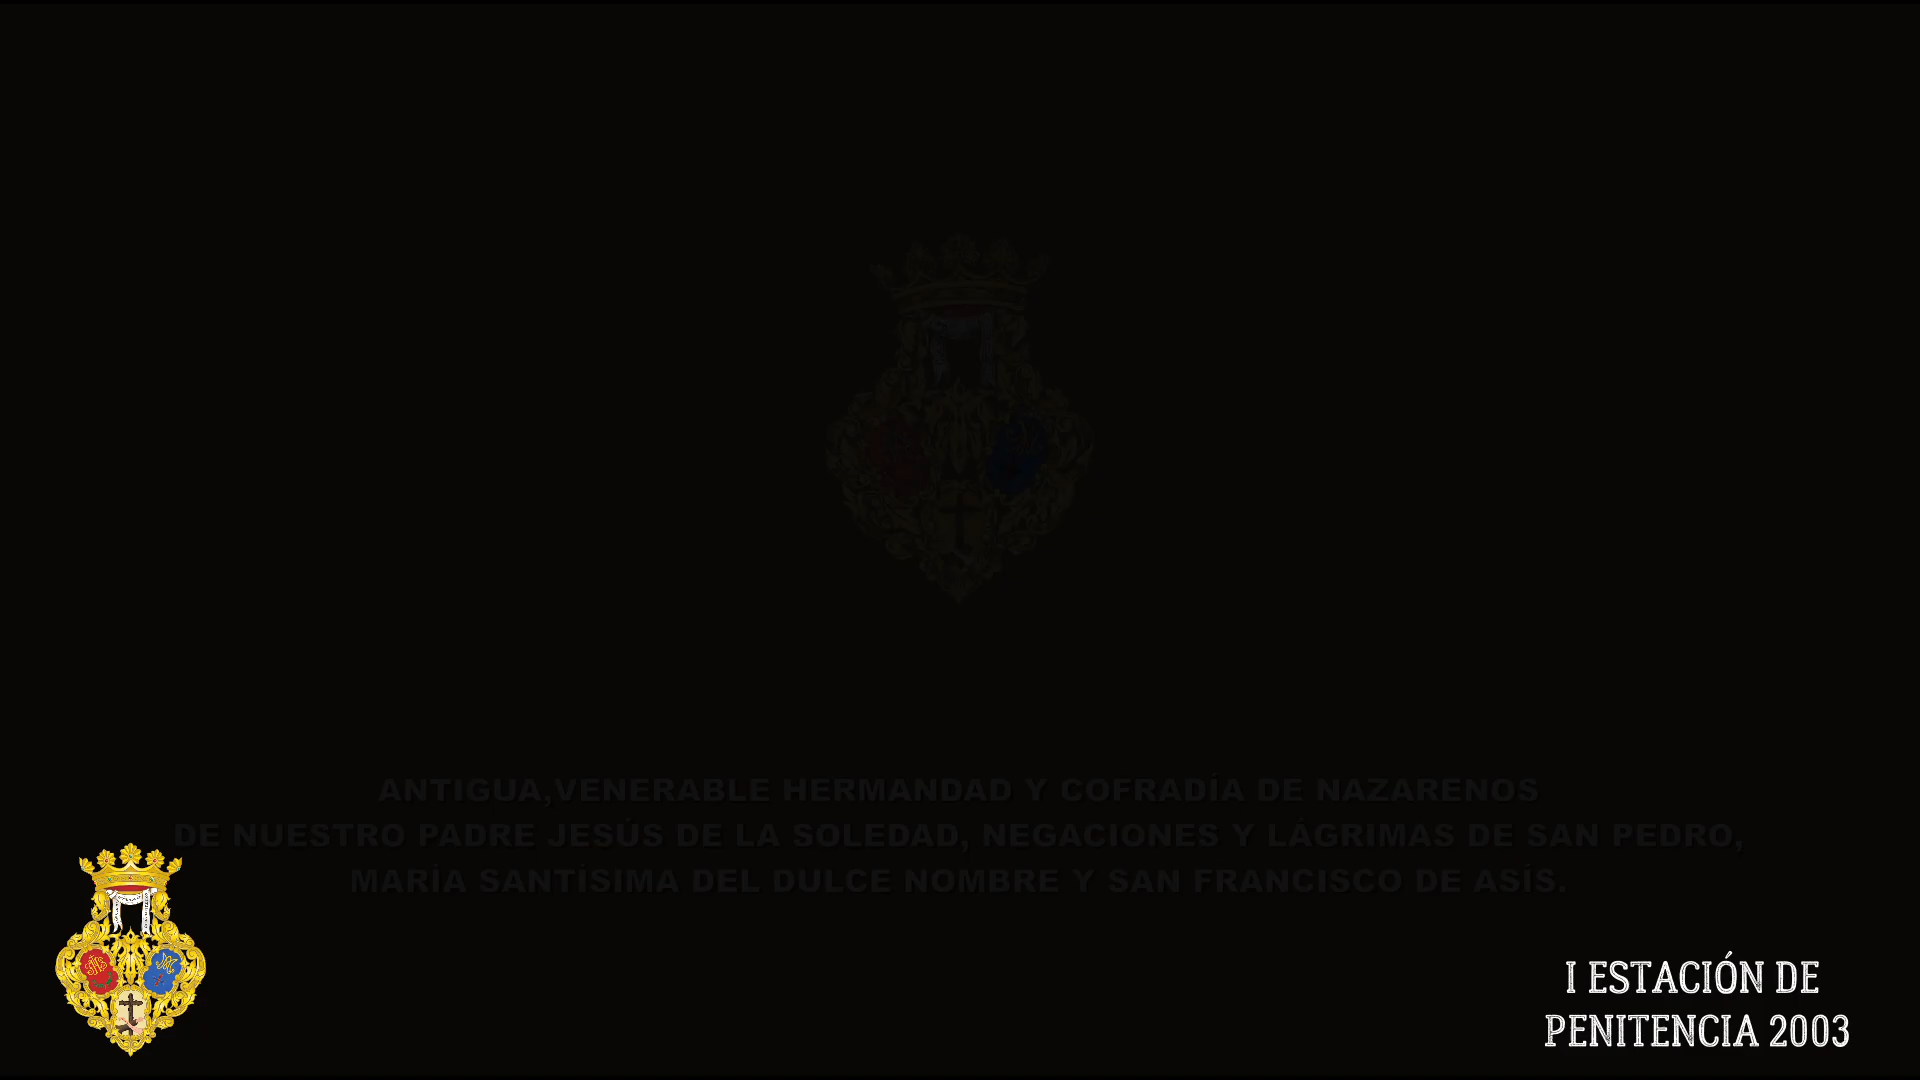 ANTIGUA,VENERABLE HERMANDAD Y COFRADÍA DE NAZARENOS
DE NUESTRO PADRE JESÚS DE LA SOLEDAD, NEGACIONES Y LÁGRIMAS DE SAN PEDRO,
MARÍA SANTÍSIMA DEL DULCE NOMBRE Y SAN FRANCISCO DE ASÍS.
I ESTACIÓN DE
PENITENCIA 2003